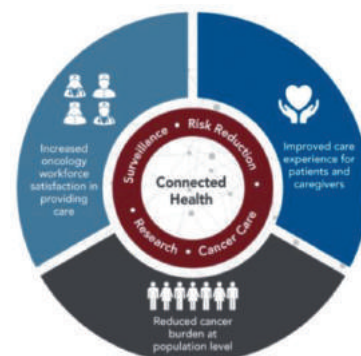 Increased
oncology
workforce
satisfaction in
providing
care
Improved care
experience for
patients and
caregivers
Surveillance • Risk Reduction •
Connected
Health
• Research • Cancer Care
Reduced cancer
burden at
population level